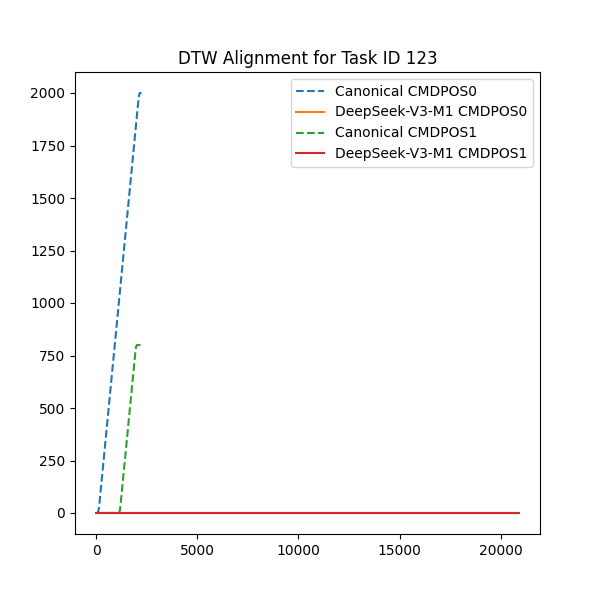 DTW Alignment for Task ID 123
Canonical CMDPOS0
DeepSeek-V3-M1 CMDPOS0
Canonical CMDPOS1
DeepSeek-V3-M1 CMDPOS1
2000
1750
1500
1250
1000
750
500
250
0
0 5000 10000 15000 20000